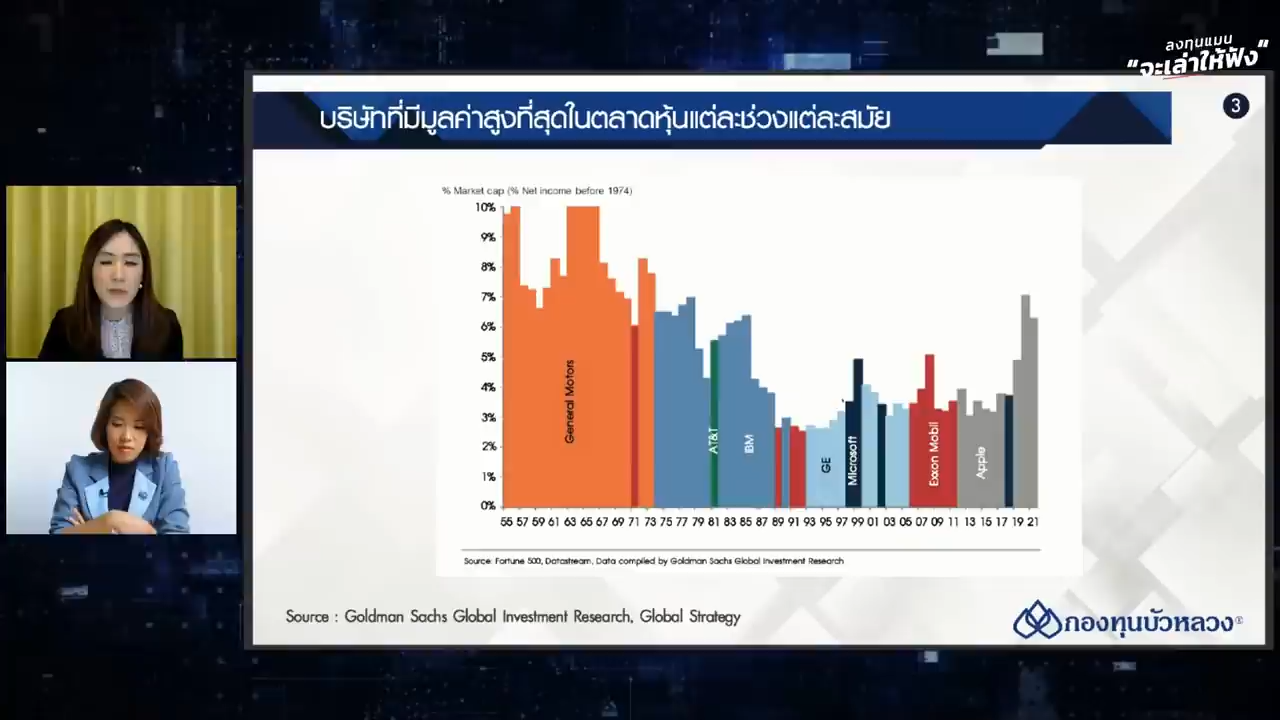 ลงทุนแมน
"จะเล่าให้ฟัง"
บริษัทที่มีมูลค่าสูงที่สุดในตลาดหุ้นแต่ละช่วงแต่ละสมัย
3
% Market cap (% Net income before 1974)
10%
9%
8%
7%
6%
5%
4%
3%
2%
1%
0%
General Motors
AT&T
IBM
GE
Microsoft
Exxon Mobil
Apple
55 57 59 61 63 65 67 69 71 73 75 77 79 81 83 85 87 89 91 93 95 97 99 01 03 05 07 09 11 13 15 17 19 21
Source: Fortune 500, Datastream, Data compiled by Goldman Sachs Global Investment Research
Source : Goldman Sachs Global Investment Research, Global Strategy
กองทุนบัวหลวง®